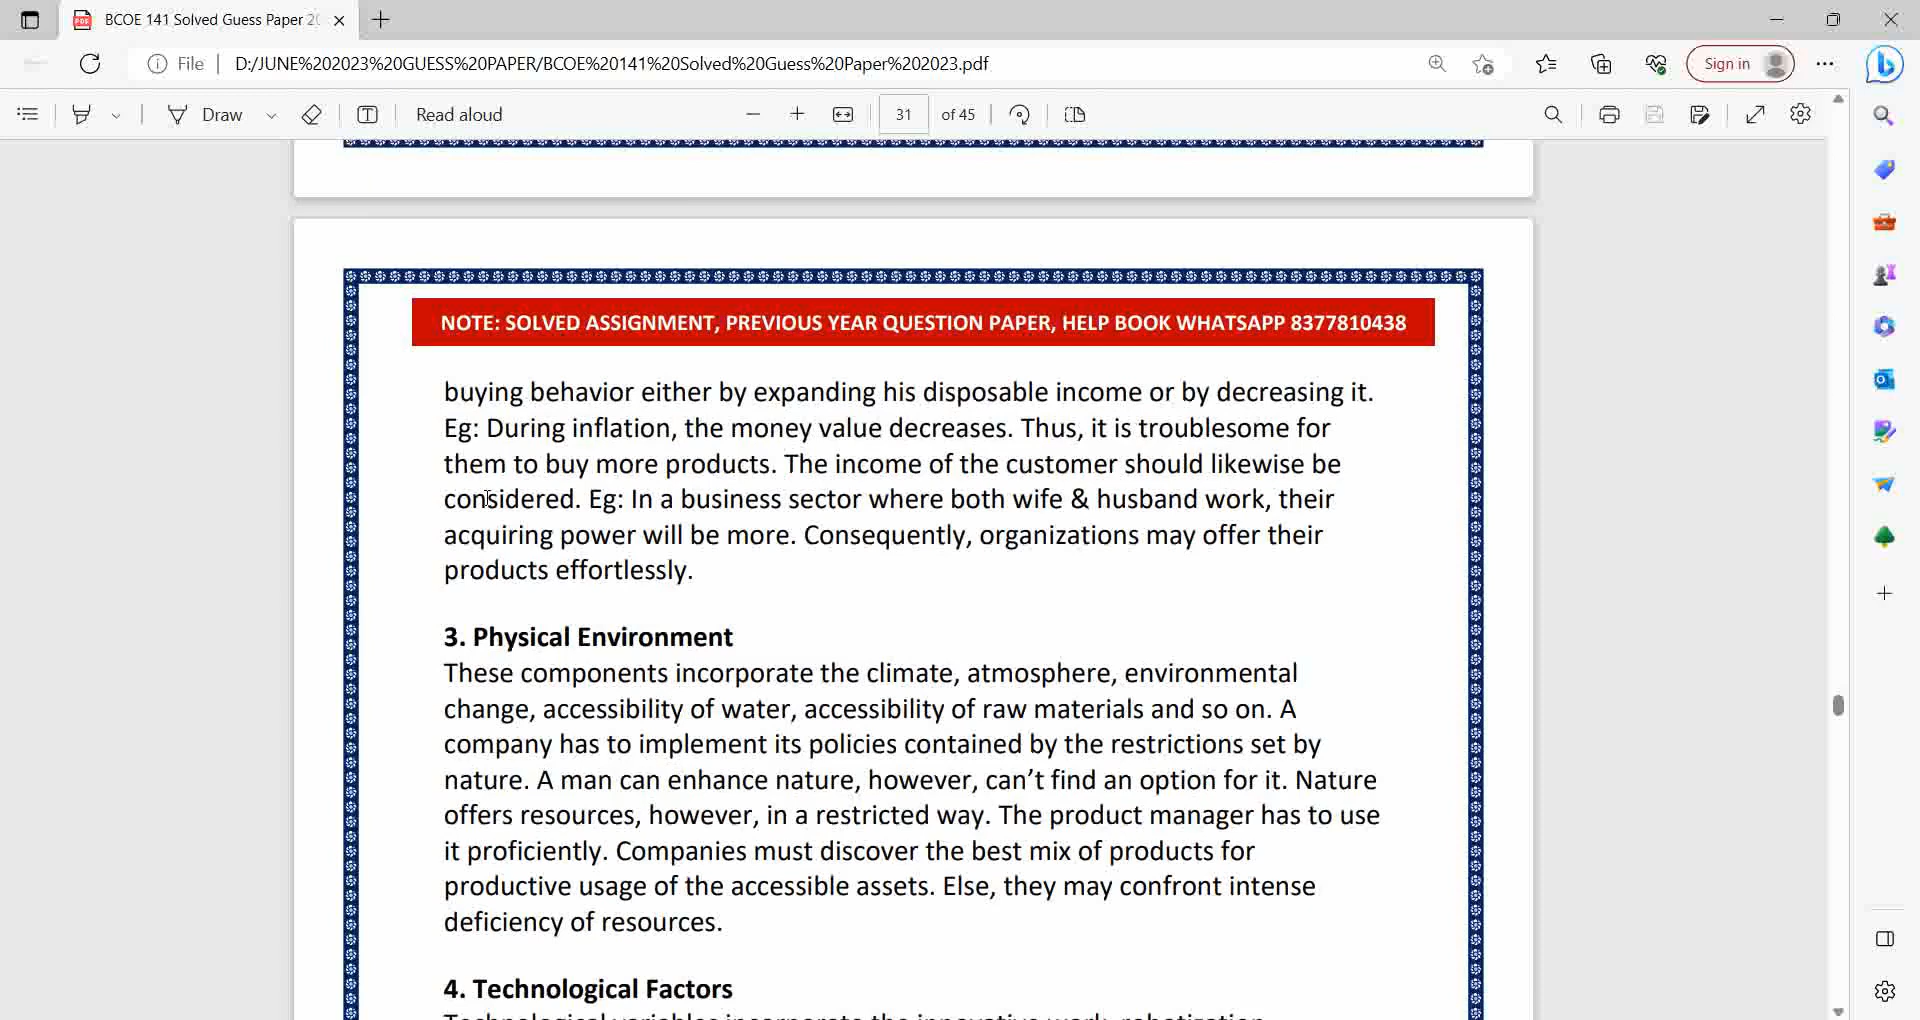 BCOE 141 Solved Guess Paper 20
File
D:/JUNE%202023%20GUESS%20PAPER/BCOE%20141%20Solved%20Guess%20Paper%202023.pdf
Sign in
Draw
Read aloud
31 of 45
NOTE: SOLVED ASSIGNMENT, PREVIOUS YEAR QUESTION PAPER, HELP BOOK WHATSAPP 8377810438
buying behavior either by expanding his disposable income or by decreasing it.
Eg: During inflation, the money value decreases. Thus, it is troublesome for
them to buy more products. The income of the customer should likewise be
considered. Eg: In a business sector where both wife & husband work, their
acquiring power will be more. Consequently, organizations may offer their
products effortlessly.
3. Physical Environment
These components incorporate the climate, atmosphere, environmental
change, accessibility of water, accessibility of raw materials and so on. A
company has to implement its policies contained by the restrictions set by
nature. A man can enhance nature, however, can’t find an option for it. Nature
offers resources, however, in a restricted way. The product manager has to use
it proficiently. Companies must discover the best mix of products for
productive usage of the accessible assets. Else, they may confront intense
deficiency of resources.
4. Technological Factors